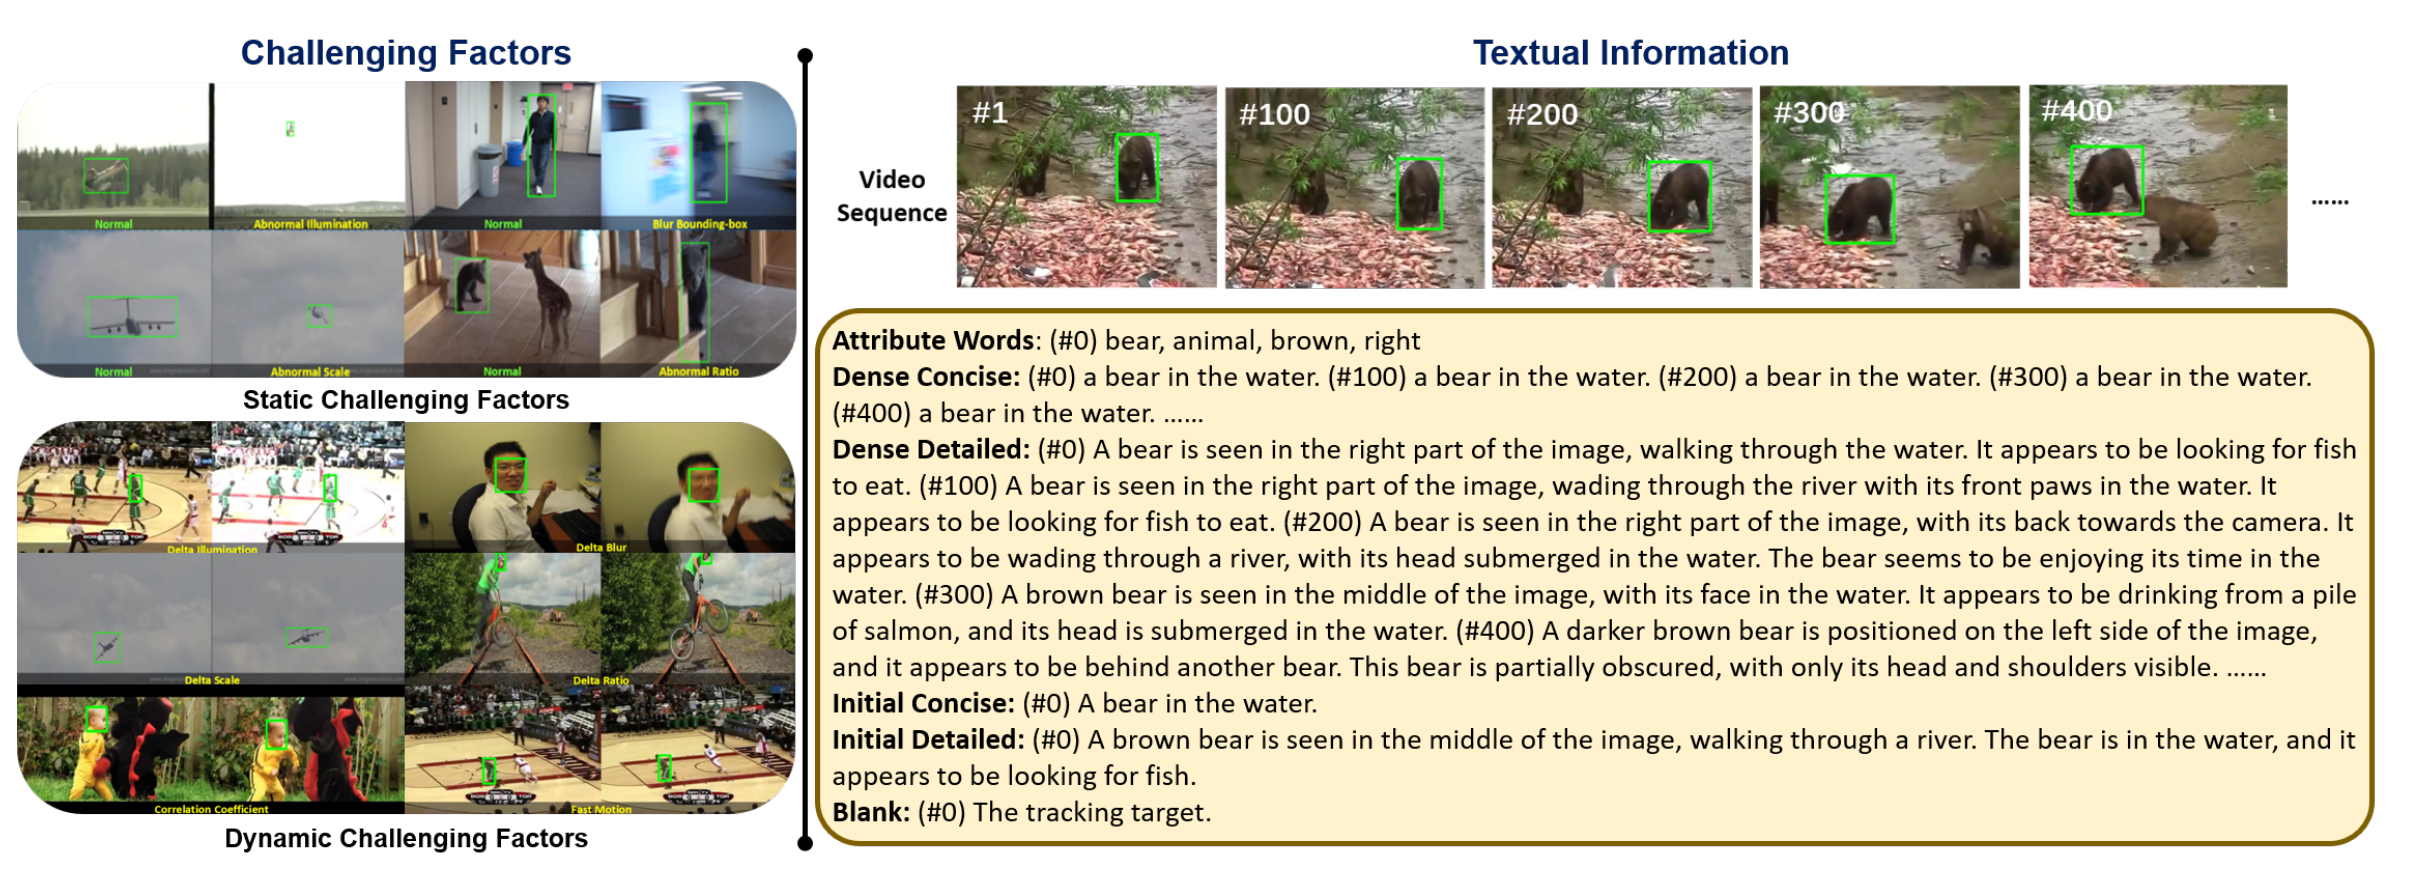 Challenging Factors
Normal
Abnormal Illumination
Normal
Blur Bounding-box
Normal
Abnormal Scale
Normal
Abnormal Ratio
Static Challenging Factors
Delta Illumination
Delta Blur
Delta Scale
Delta Ratio
Correlation Coefficient
Fast Motion
Dynamic Challenging Factors
Textual Information
Video
Sequence
#1
#100
#200
#300
#400
......
Attribute Words: (#0) bear, animal, brown, right
Dense Concise: (#0) a bear in the water. (#100) a bear in the water. (#200) a bear in the water. (#300) a bear in the water.
(#400) a bear in the water. ......
Dense Detailed: (#0) A bear is seen in the right part of the image, walking through the water. It appears to be looking for fish
to eat. (#100) A bear is seen in the right part of the image, wading through the river with its front paws in the water. It
appears to be looking for fish to eat. (#200) A bear is seen in the right part of the image, with its back towards the camera. It
appears to be wading through a river, with its head submerged in the water. The bear seems to be enjoying its time in the
water. (#300) A brown bear is seen in the middle of the image, with its face in the water. It appears to be drinking from a pile
of salmon, and its head is submerged in the water. (#400) A darker brown bear is positioned on the left side of the image,
and it appears to be behind another bear. This bear is partially obscured, with only its head and shoulders visible. ......
Initial Concise: (#0) A bear in the water.
Initial Detailed: (#0) A brown bear is seen in the middle of the image, walking through a river. The bear is in the water, and it
appears to be looking for fish.
Blank: (#0) The tracking target.